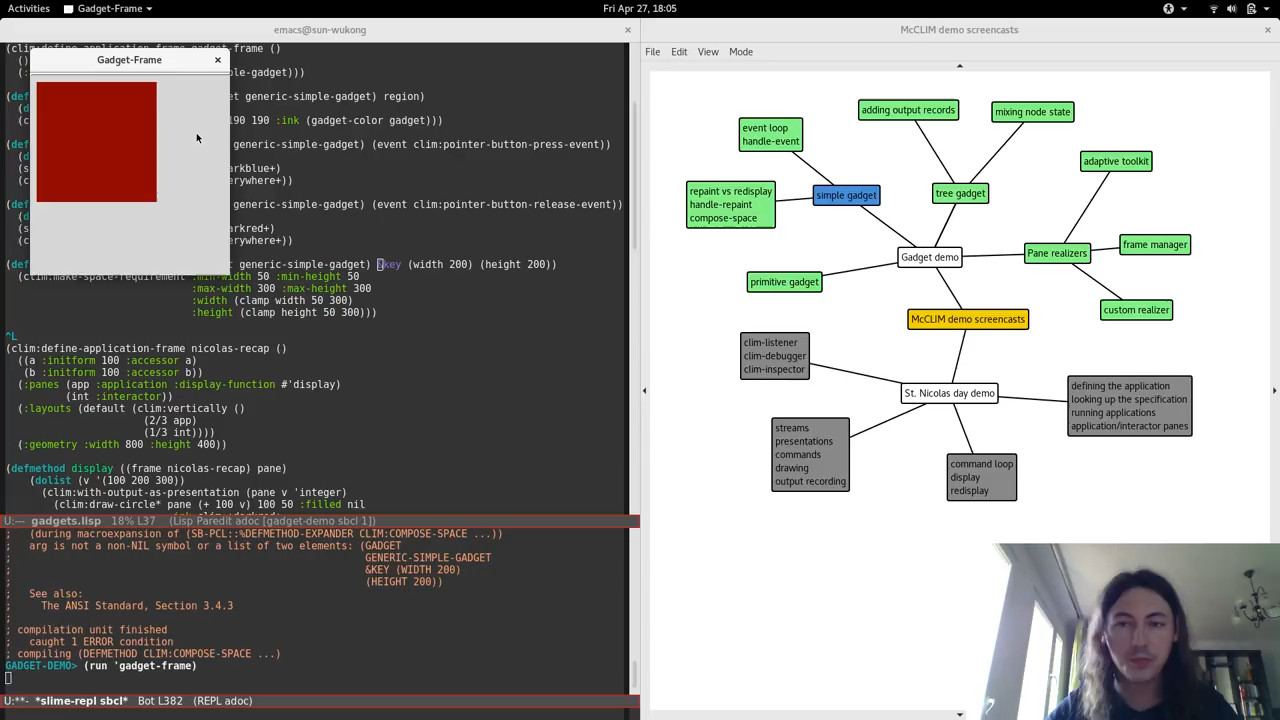 Activities
Gadget-Frame
Fri Apr 27, 18:05
emacs@sun-wukong
McCLIM demo screencasts
(clim:define-application-frame gadget-frame ()
Gadget-Frame
ple-gadget)))
et generic-simple-gadget) region)
190 190 :ink (gadget-color gadget)))
generic-simple-gadget) (event clim:pointer-button-press-event))
arkblue+)
erywhere+))
generic-simple-gadget) (event clim:pointer-button-release-event))
arkred+)
erywhere+))
generic-simple-gadget) &key (width 200) (height 200))
(clim:make-space-requirement :min-width 50 :min-height 50
:max-width 300 :max-height 300
:width (clamp width 50 300)
:height (clamp height 50 300)))
^L
(clim:define-application-frame nicolas-recap ()
((a :initform 100 :accessor a)
(b :initform 100 :accessor b))
(:panes (app :application :display-function #'display)
(int :interactor))
(:layouts (default (clim:vertically ()
(2/3 app)
(1/3 int))))
(:geometry :width 800 :height 400))
(defmethod display ((frame nicolas-recap) pane)
(dolist (v '(100 200 300))
(clim:with-output-as-presentation (pane v 'integer)
(clim:draw-circle* pane (+ 100 v) 100 50 :filled nil
U:--- gadgets.lisp 18% L37 (Lisp Paredit adoc [gadget-demo sbcl 1])
; (during macroexpansion of (SB-PCL::%DEFMETHOD-EXPANDER CLIM:COMPOSE-SPACE ...))
; arg is not a non-NIL symbol or a list of two elements: (GADGET
; GENERIC-SIMPLE-GADGET
; &KEY (WIDTH 200)
; (HEIGHT 200))
; See also:
; The ANSI Standard, Section 3.4.3
;
; compilation unit finished
; caught 1 ERROR condition
; compiling (DEFMETHOD CLIM:COMPOSE-SPACE ...)
GADGET-DEMO> (run 'gadget-frame)
U:**- *slime-repl sbcl* Bot L382 (REPL adoc)
File Edit View Mode
adding output records
mixing node state
event loop
handle-event
adaptive toolkit
repaint vs redisplay
handle-repaint
compose-space
simple gadget
tree gadget
frame manager
Gadget demo
Pane realizers
primitive gadget
custom realizer
McCLIM demo screencasts
clim-listener
clim-debugger
clim-inspector
St. Nicolas day demo
defining the application
looking up the specification
running applications
application/interactor panes
streams
presentations
commands
drawing
output recording
command loop
display
redisplay